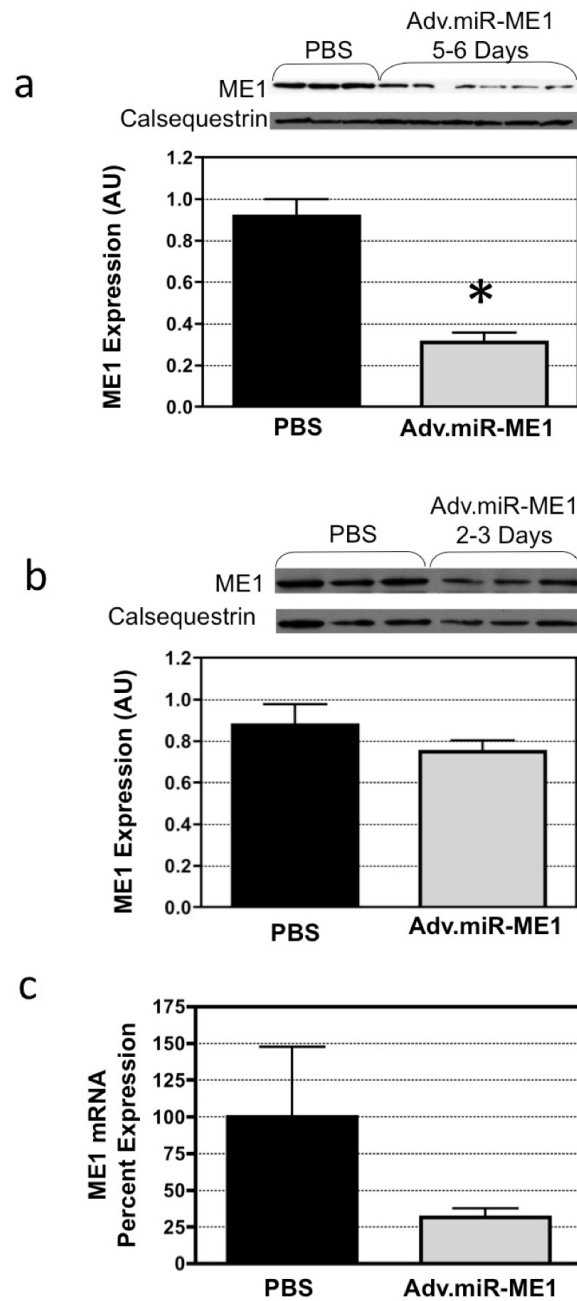 a
PBS
Adv.miR-ME1
5-6 Days
ME1
Calsequestrin
ME1 Expression (AU)
1.2
1.0
0.8
0.6
0.4
0.2
0.0
*
PBS
Adv.miR-ME1
b
PBS
Adv.miR-ME1
2-3 Days
ME1
Calsequestrin
ME1 Expression (AU)
1.2
1.0
0.8
0.6
0.4
0.2
0.0
PBS
Adv.miR-ME1
c
ME1 mRNA
Percent Expression
175
150
125
100
75
50
25
0
PBS
Adv.miR-ME1